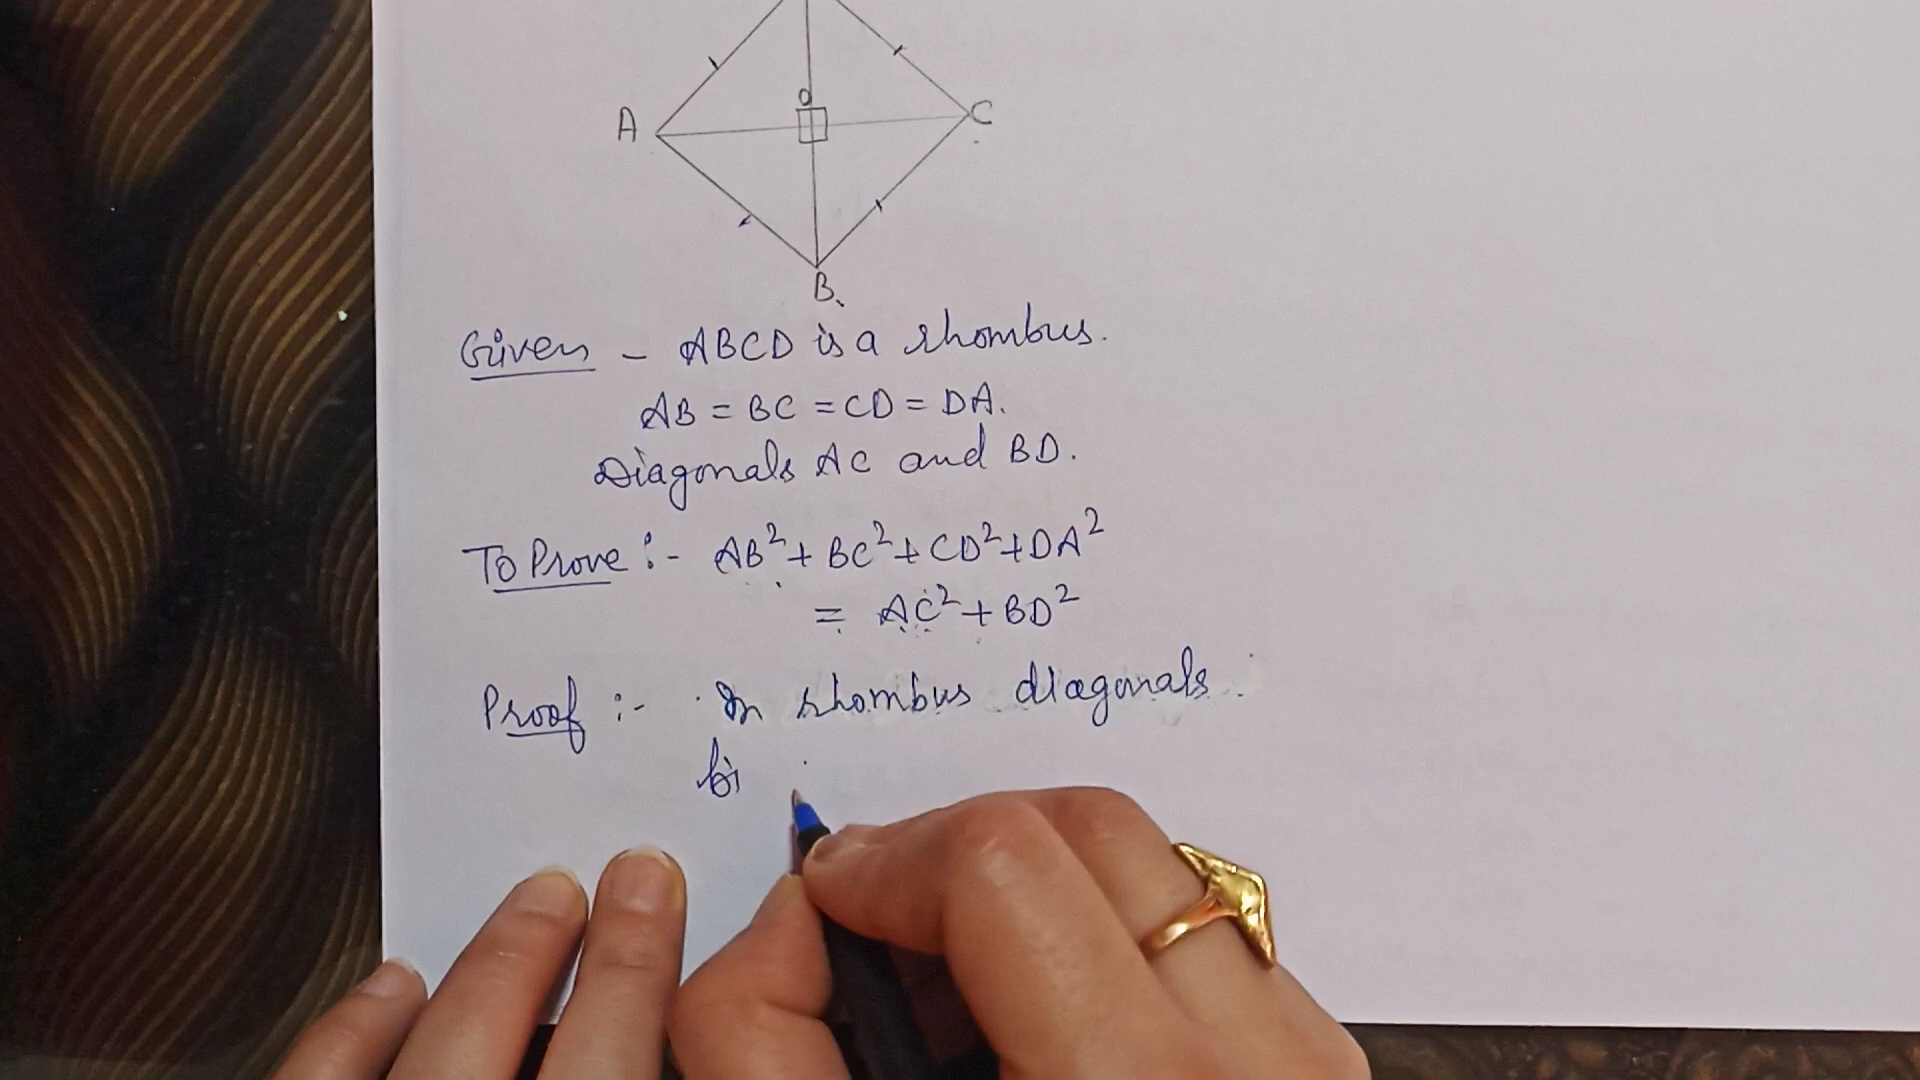 O
A
C
B
Given - ABCD is a rhombus.
AB = BC = CD = DA.
Diagonals AC and BD.
To Prove :- AB² + BC² + CD² + DA²
= AC² + BD²
Proof :- In rhombus diagonals
bi